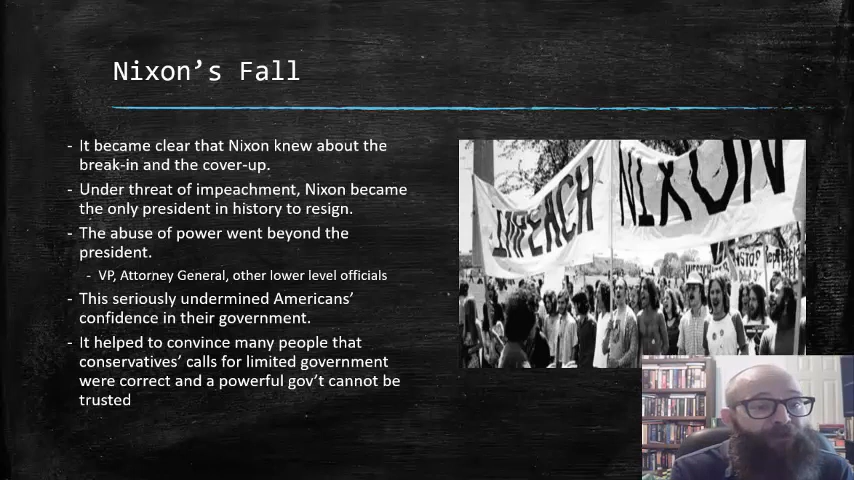 Nixon's Fall
- It became clear that Nixon knew about the
break-in and the cover-up.
- Under threat of impeachment, Nixon became
the only president in history to resign.
- The abuse of power went beyond the
president.
- VP, Attorney General, other lower level officials
- This seriously undermined Americans'
confidence in their government.
- It helped to convince many people that
conservatives' calls for limited government
were correct and a powerful gov't cannot be
trusted
IMPEACH NIXON
STOP